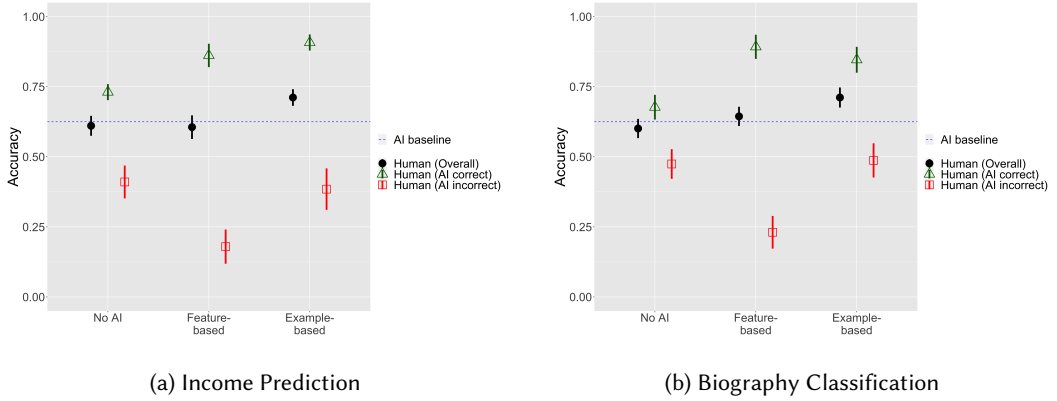 1.00
0.75
0.50
0.25
0.00
Accuracy
No AI
Feature-
based
Example-
based
AI baseline
Human (Overall)
Human (AI correct)
Human (AI incorrect)
(a) Income Prediction
1.00
0.75
0.50
0.25
0.00
Accuracy
No AI
Feature-
based
Example-
based
AI baseline
Human (Overall)
Human (AI correct)
Human (AI incorrect)
(b) Biography Classification